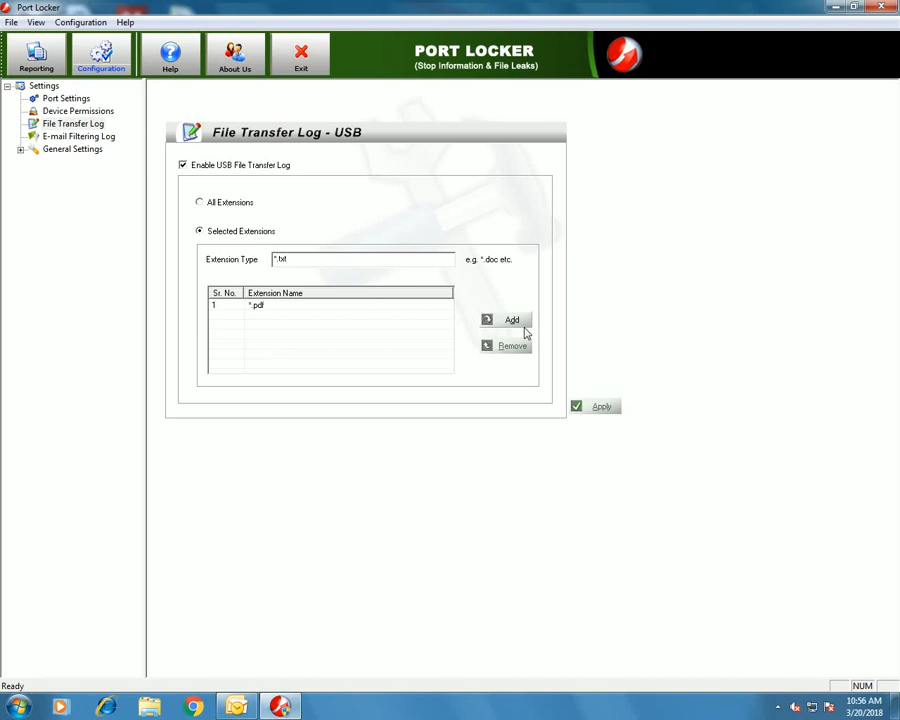 Port Locker
File View Configuration Help
Reporting Configuration Help About Us Exit
PORT LOCKER
(Stop Information & File Leaks)
Settings
Port Settings
Device Permissions
File Transfer Log
E-mail Filtering Log
General Settings
File Transfer Log - USB
Enable USB File Transfer Log
All Extensions
Selected Extensions
Extension Type *.txt e.g. *.doc etc.
Sr. No. Extension Name
1 *.pdf
Add
Remove
Apply
Ready NUM
10:56 AM
3/20/2018